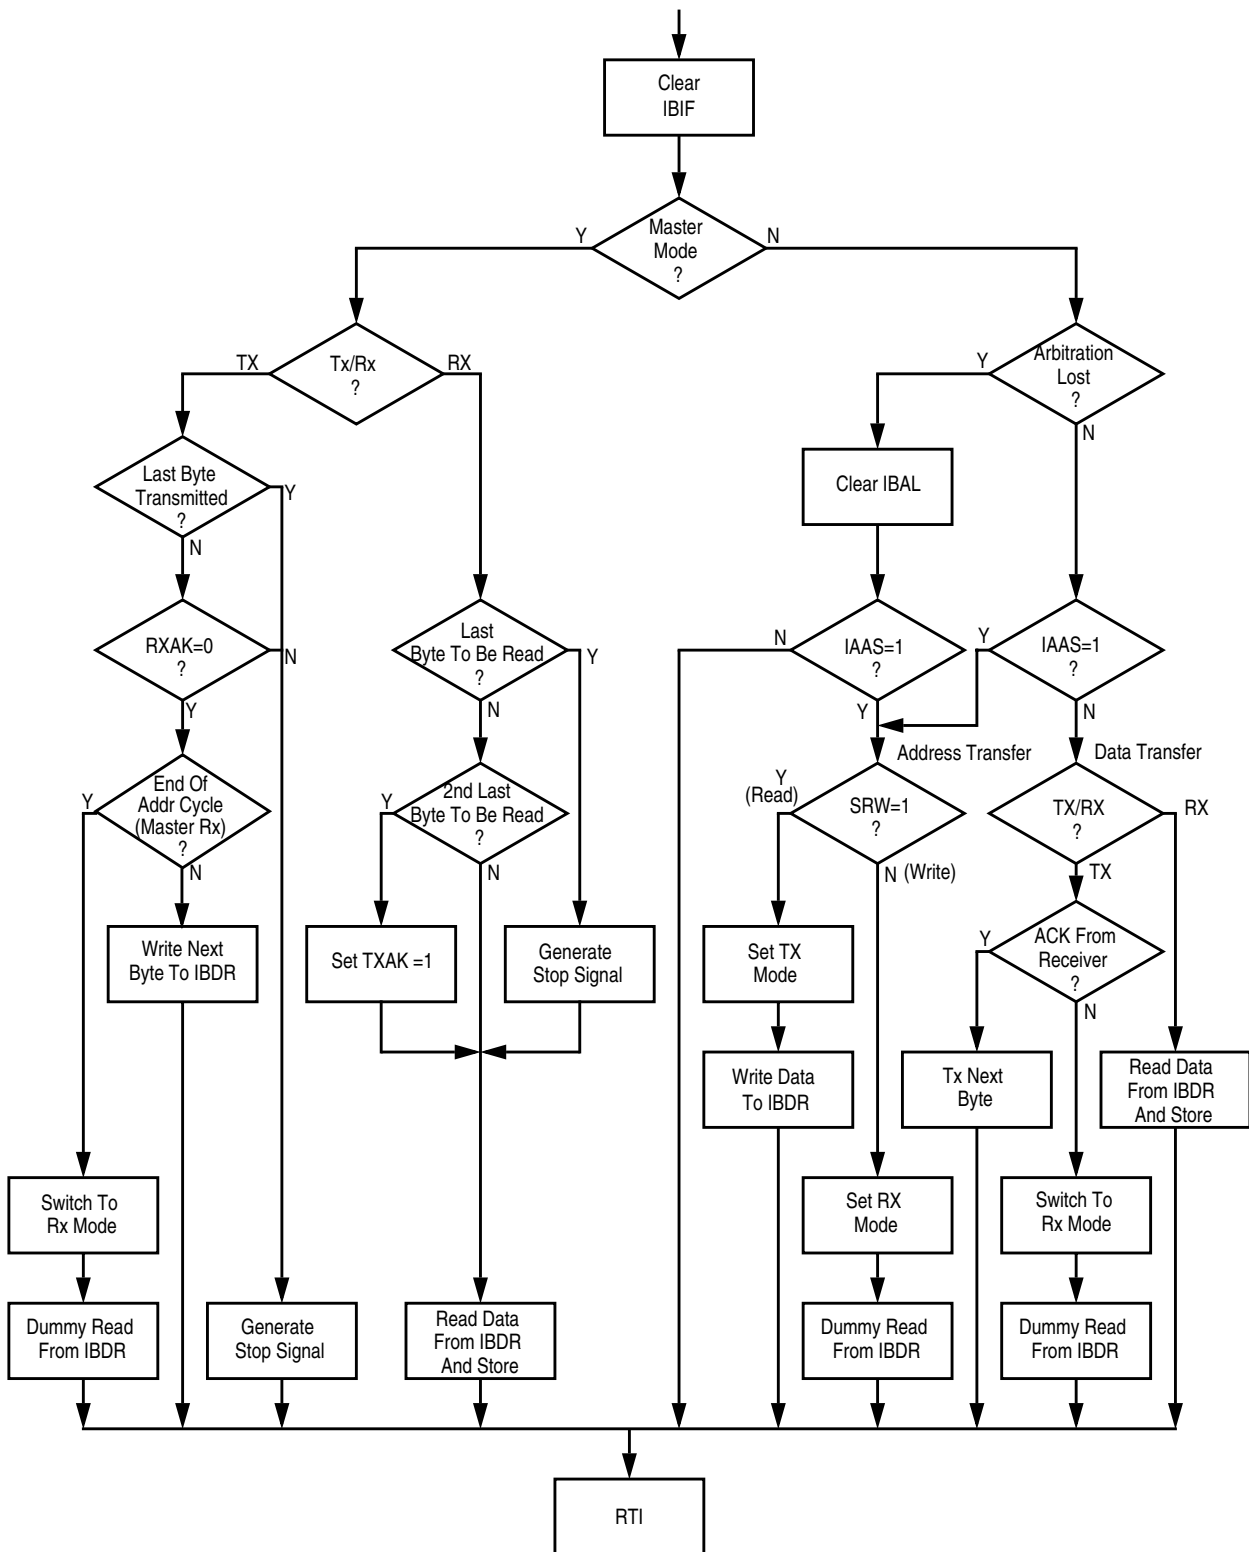 Clear
IBIF
Master
Mode
?
Y
N
Tx/Rx
?
TX
RX
Arbitration
Lost
?
Y
N
Last Byte
Transmitted
?
Y
N
Clear IBAL
RXAK=0
?
N
Y
Last
Byte To Be Read
?
Y
N
IAAS=1
?
N
Y
IAAS=1
?
Y
N
Address Transfer
Data Transfer
End Of
Addr Cycle
(Master Rx)
?
Y
N
2nd Last
Byte To Be Read
?
Y
N
Y
(Read)
SRW=1
?
N (Write)
TX/RX
?
RX
TX
Write Next
Byte To IBDR
Set TXAK =1
Generate
Stop Signal
Set TX
Mode
ACK From
Receiver
?
Y
N
Write Data
To IBDR
Tx Next
Byte
Read Data
From IBDR
And Store
Switch To
Rx Mode
Set RX
Mode
Switch To
Rx Mode
Dummy Read
From IBDR
Generate
Stop Signal
Read Data
From IBDR
And Store
Dummy Read
From IBDR
Dummy Read
From IBDR
RTI